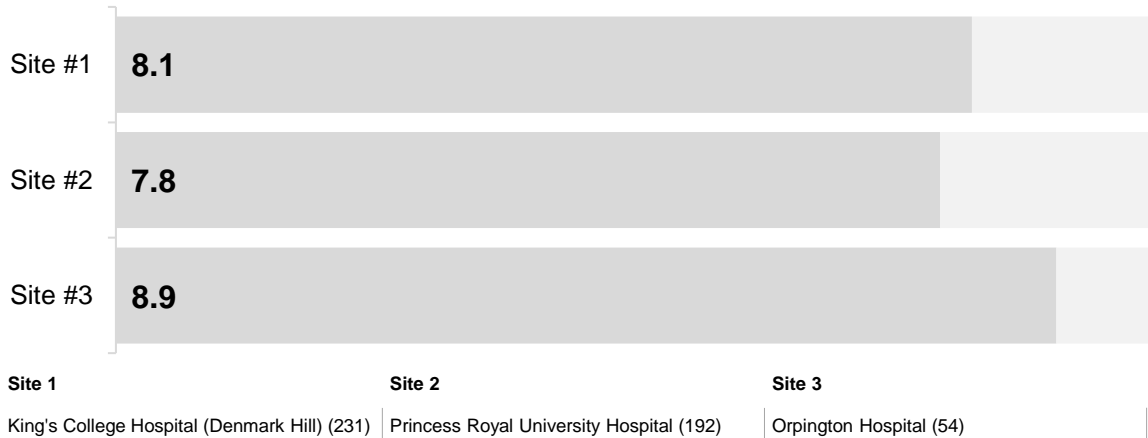 Site #1 8.1
Site #2 7.8
Site #3 8.9
Site 1 Site 2 Site 3
King's College Hospital (Denmark Hill) (231) Princess Royal University Hospital (192) Orpington Hospital (54)